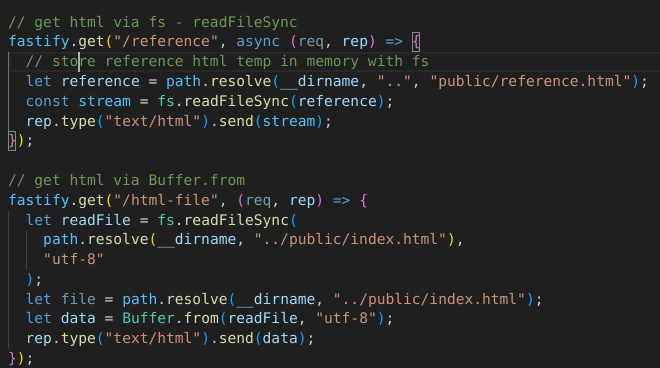 // get html via fs - readFileSync
fastify.get("/reference", async (req, rep) => {
  // store reference html temp in memory with fs
  let reference = path.resolve(__dirname, "..", "public/reference.html");
  const stream = fs.readFileSync(reference);
  rep.type("text/html").send(stream);
});

// get html via Buffer.from
fastify.get("/html-file", (req, rep) => {
  let readFile = fs.readFileSync(
    path.resolve(__dirname, "../public/index.html"),
    "utf-8"
  );
  let file = path.resolve(__dirname, "../public/index.html");
  let data = Buffer.from(readFile, "utf-8");
  rep.type("text/html").send(data);
});